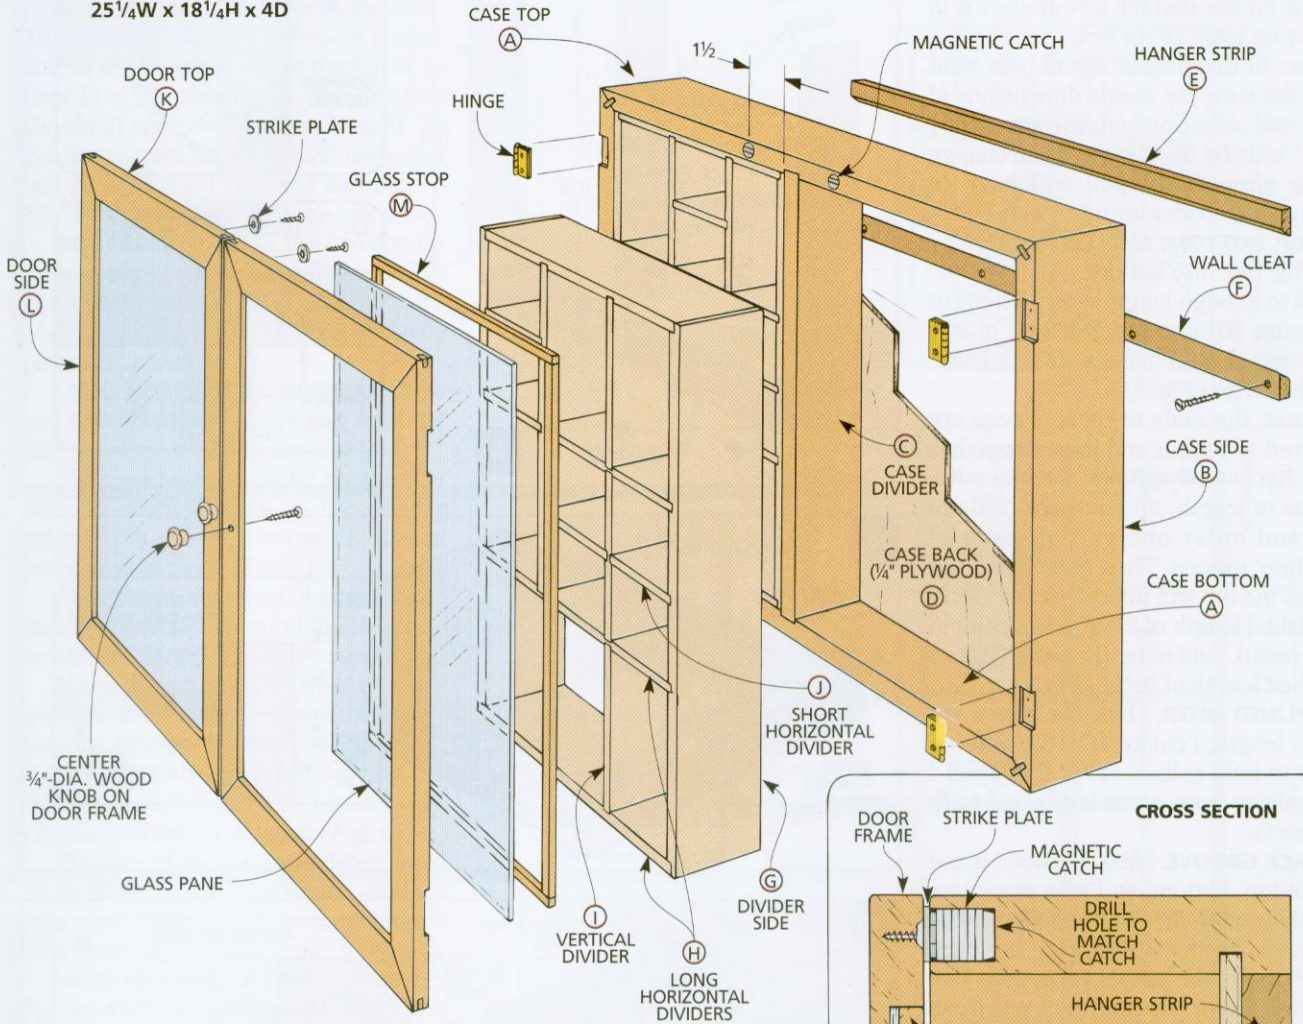 25¼W x 18¼H x 4D
CASE TOP
A
1½
MAGNETIC CATCH
HANGER STRIP
E
DOOR TOP
K
HINGE
STRIKE PLATE
GLASS STOP
M
DOOR
SIDE
L
WALL CLEAT
F
C
CASE
DIVIDER
CASE SIDE
B
CASE BACK
(¼" PLYWOOD)
D
CASE BOTTOM
A
J
SHORT
HORIZONTAL
DIVIDER
CENTER
¾"-DIA. WOOD
KNOB ON
DOOR FRAME
GLASS PANE
I
VERTICAL
DIVIDER
H
LONG
HORIZONTAL
DIVIDERS
G
DIVIDER
SIDE
CROSS SECTION
DOOR
FRAME
STRIKE PLATE
MAGNETIC
CATCH
DRILL
HOLE TO
MATCH
CATCH
HANGER STRIP